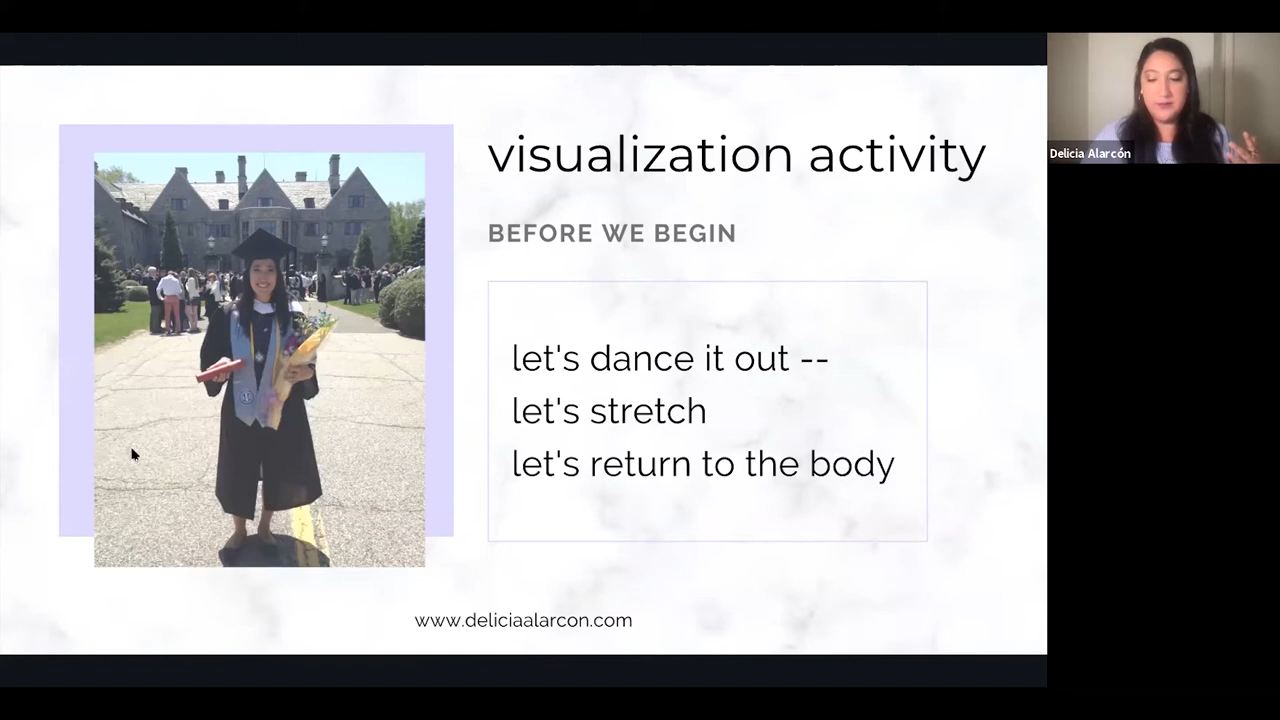 visualization activity
BEFORE WE BEGIN
let's dance it out --
let's stretch
let's return to the body
www.deliciaalarcon.com
Delicia Alarcón